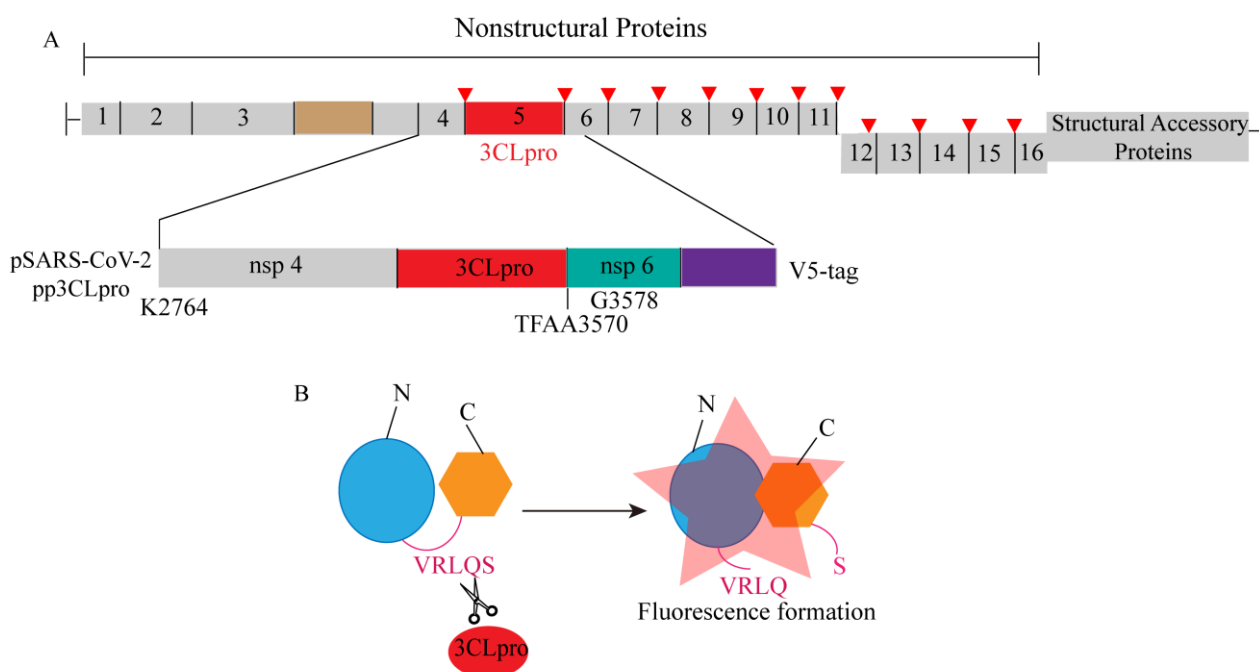 A
Nonstructural Proteins
1 2 3 4 5 6 7 8 9 10 11
3CLpro
12 13 14 15 16
Structural Accessory
Proteins
pSARS-CoV-2
pp3CLpro
nsp 4 3CLpro nsp 6
V5-tag
K2764
G3578
TFAA3570
B
N
C
VRLQS
3CLpro
N
C
VRLQ
S
Fluorescence formation